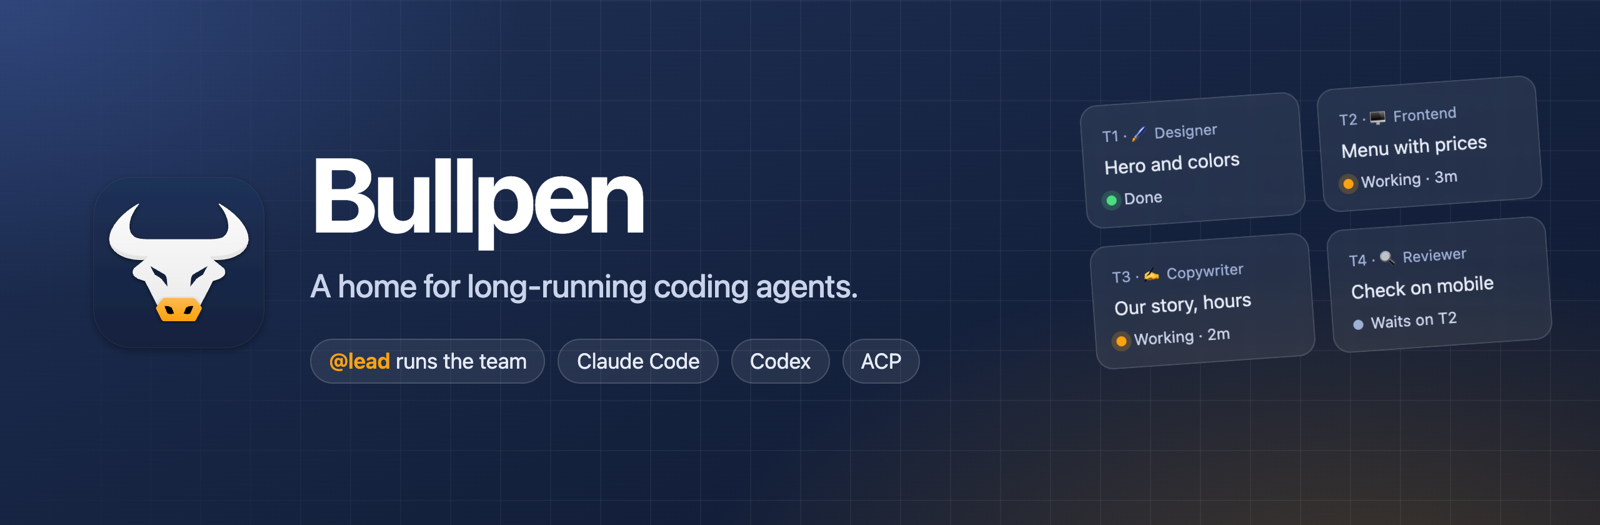 Bullpen
A home for long-running coding agents.
@lead runs the team
Claude Code
Codex
ACP
T1 · 🖌️ Designer
Hero and colors
Done
T2 · 🖥️ Frontend
Menu with prices
Working · 3m
T3 · ✍️ Copywriter
Our story, hours
Working · 2m
T4 · 🔍 Reviewer
Check on mobile
Waits on T2